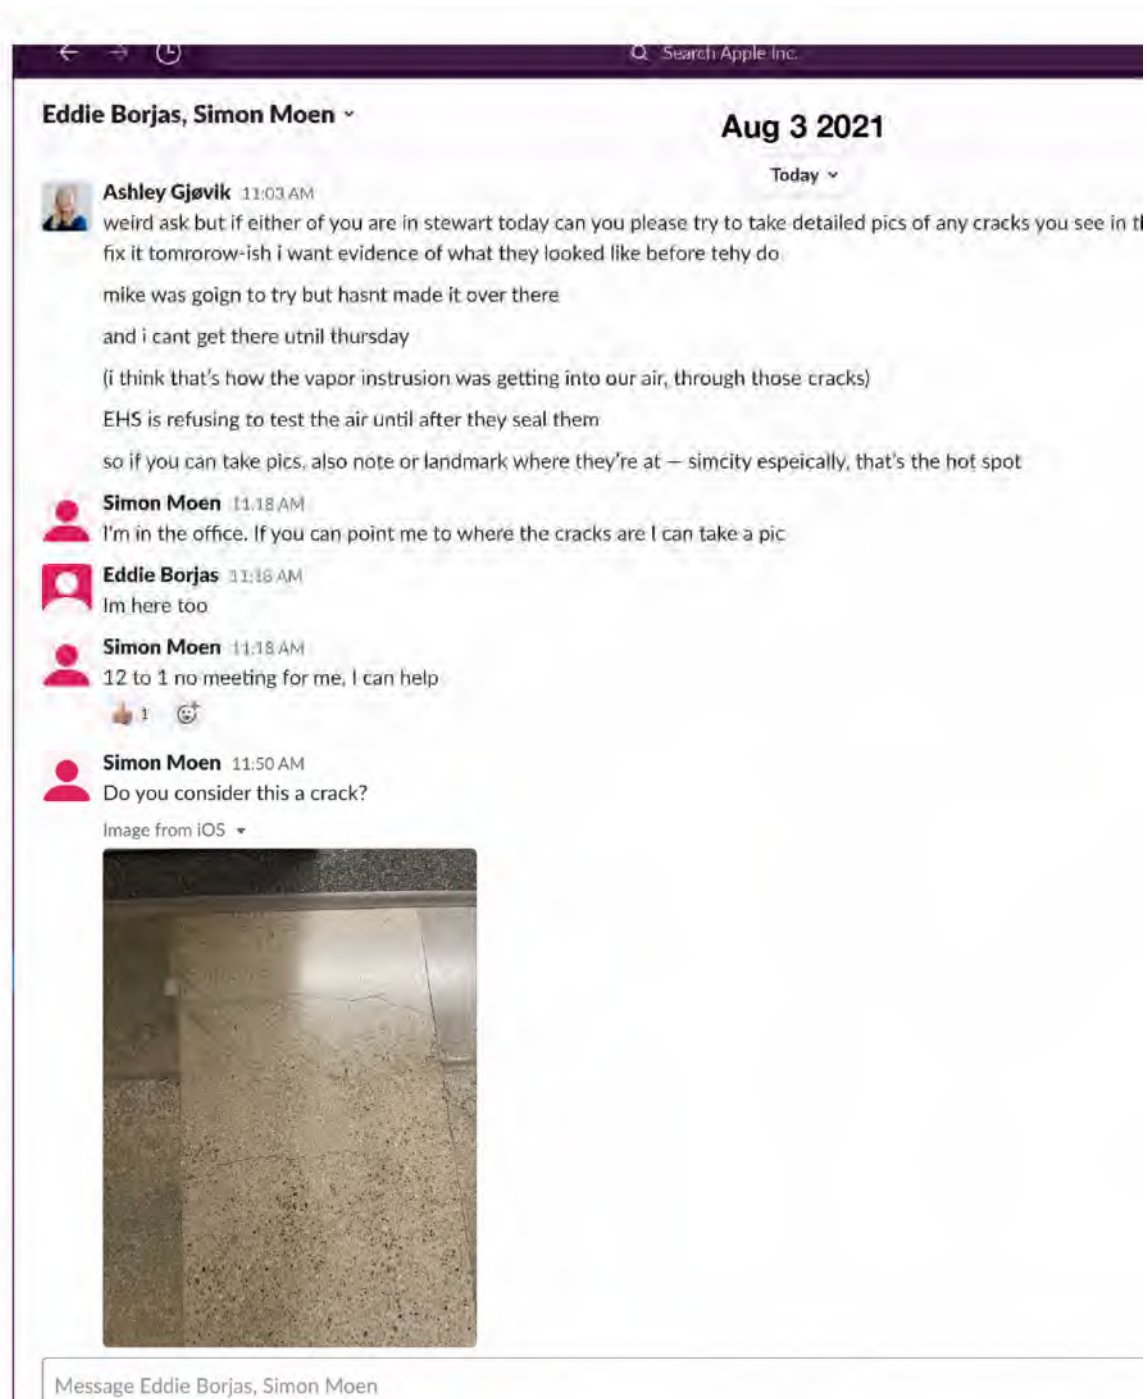 Search Apple Inc.
Eddie Borjas, Simon Moen
Aug 3 2021
Today
Ashley Gjøvik 11:03 AM
weird ask but if either of you are in stewart today can you please try to take detailed pics of any cracks you see in
fix it tomrorow-ish i want evidence of what they looked like before tehy do
mike was goign to try but hasnt made it over there
and i cant get there utnil thursday
(i think that's how the vapor instrusion was getting into our air, through those cracks)
EHS is refusing to test the air until after they seal them
so if you can take pics, also note or landmark where they're at – simcity espeically, that's the hot spot
Simon Moen 11:18 AM
I'm in the office. If you can point me to where the cracks are I can take a pic
Eddie Borjas 11:18 AM
Im here too
Simon Moen 11:18 AM
12 to 1 no meeting for me, I can help
1
Simon Moen 11:50 AM
Do you consider this a crack?
Image from iOS
Message Eddie Borjas, Simon Moen